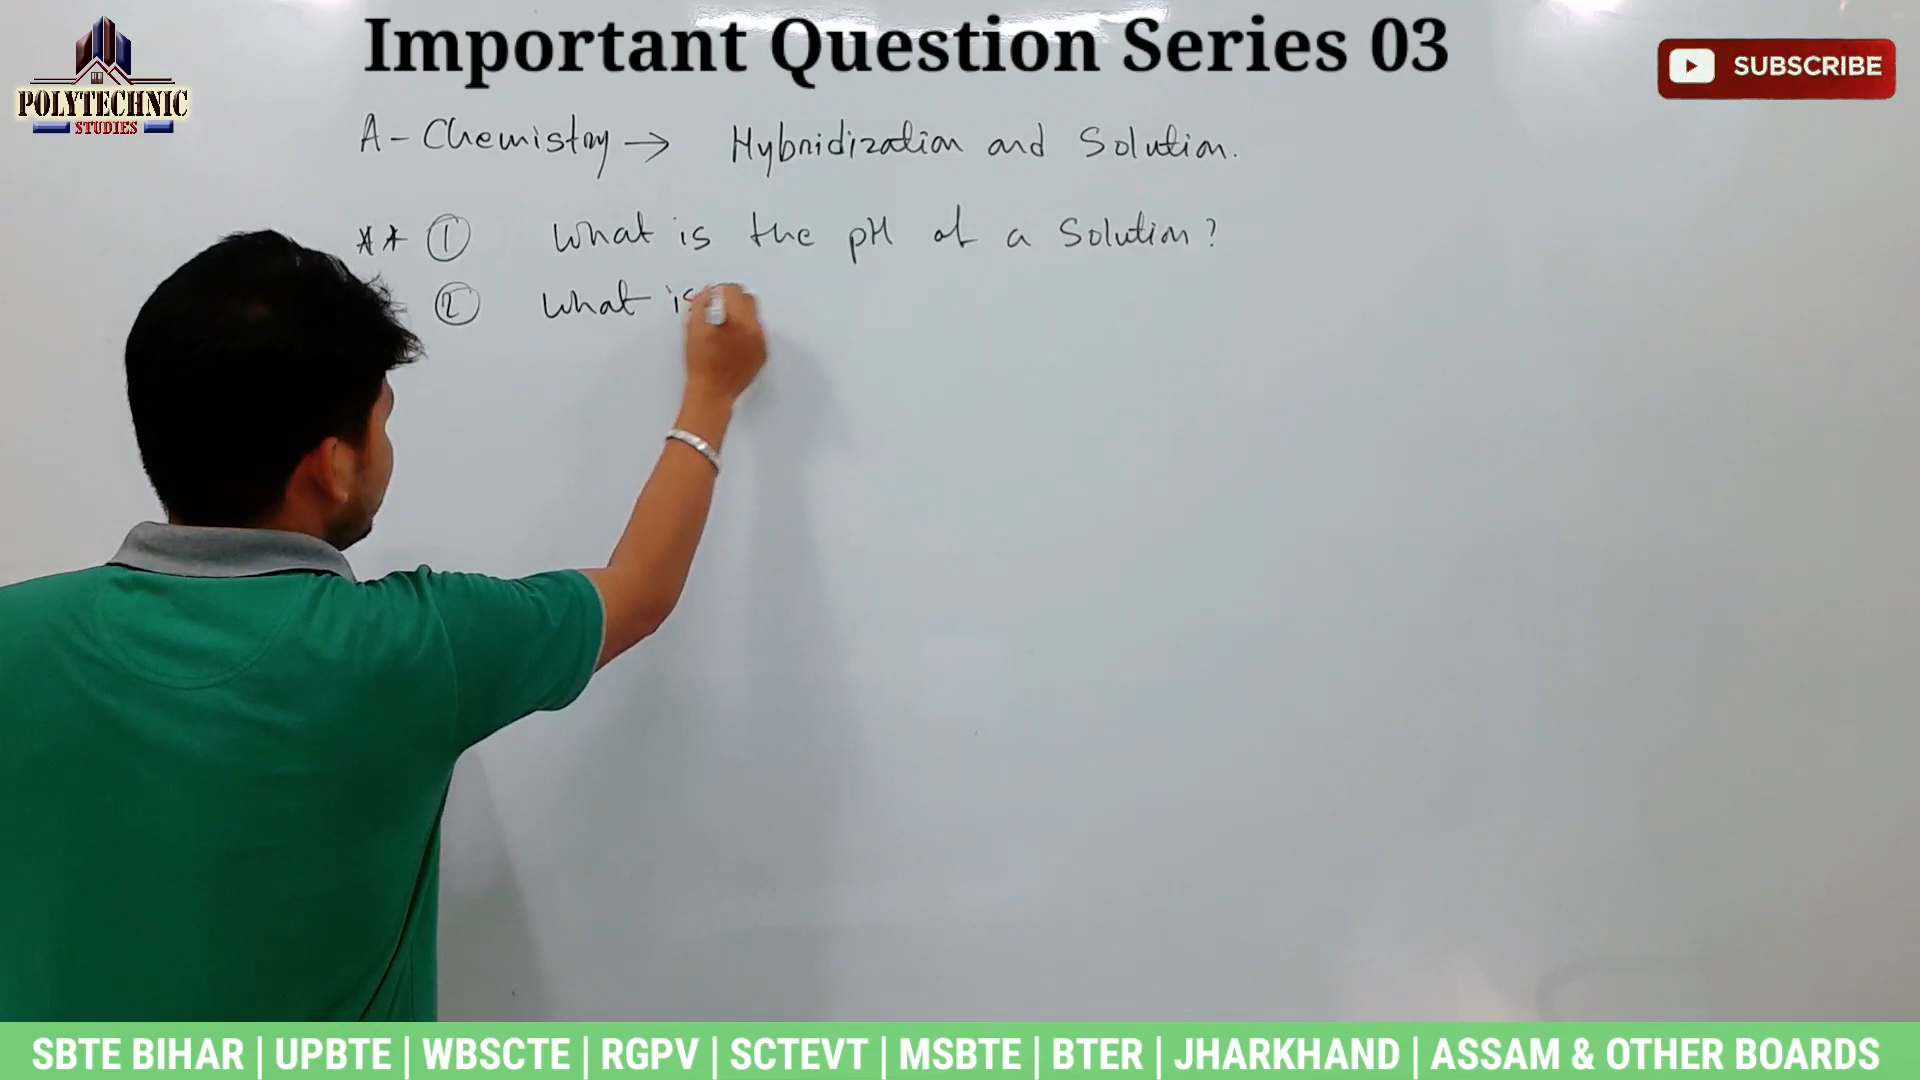 Important Question Series 03
SUBSCRIBE
POLYTECHNIC
STUDIES
A - Chemistry → Hybridization and Solution.
** ① What is the pH of a Solution?
② What is
SBTE BIHAR | UPBTE | WBSCTE | RGPV | SCTEVT | MSBTE | BTER | JHARKHAND | ASSAM & OTHER BOARDS